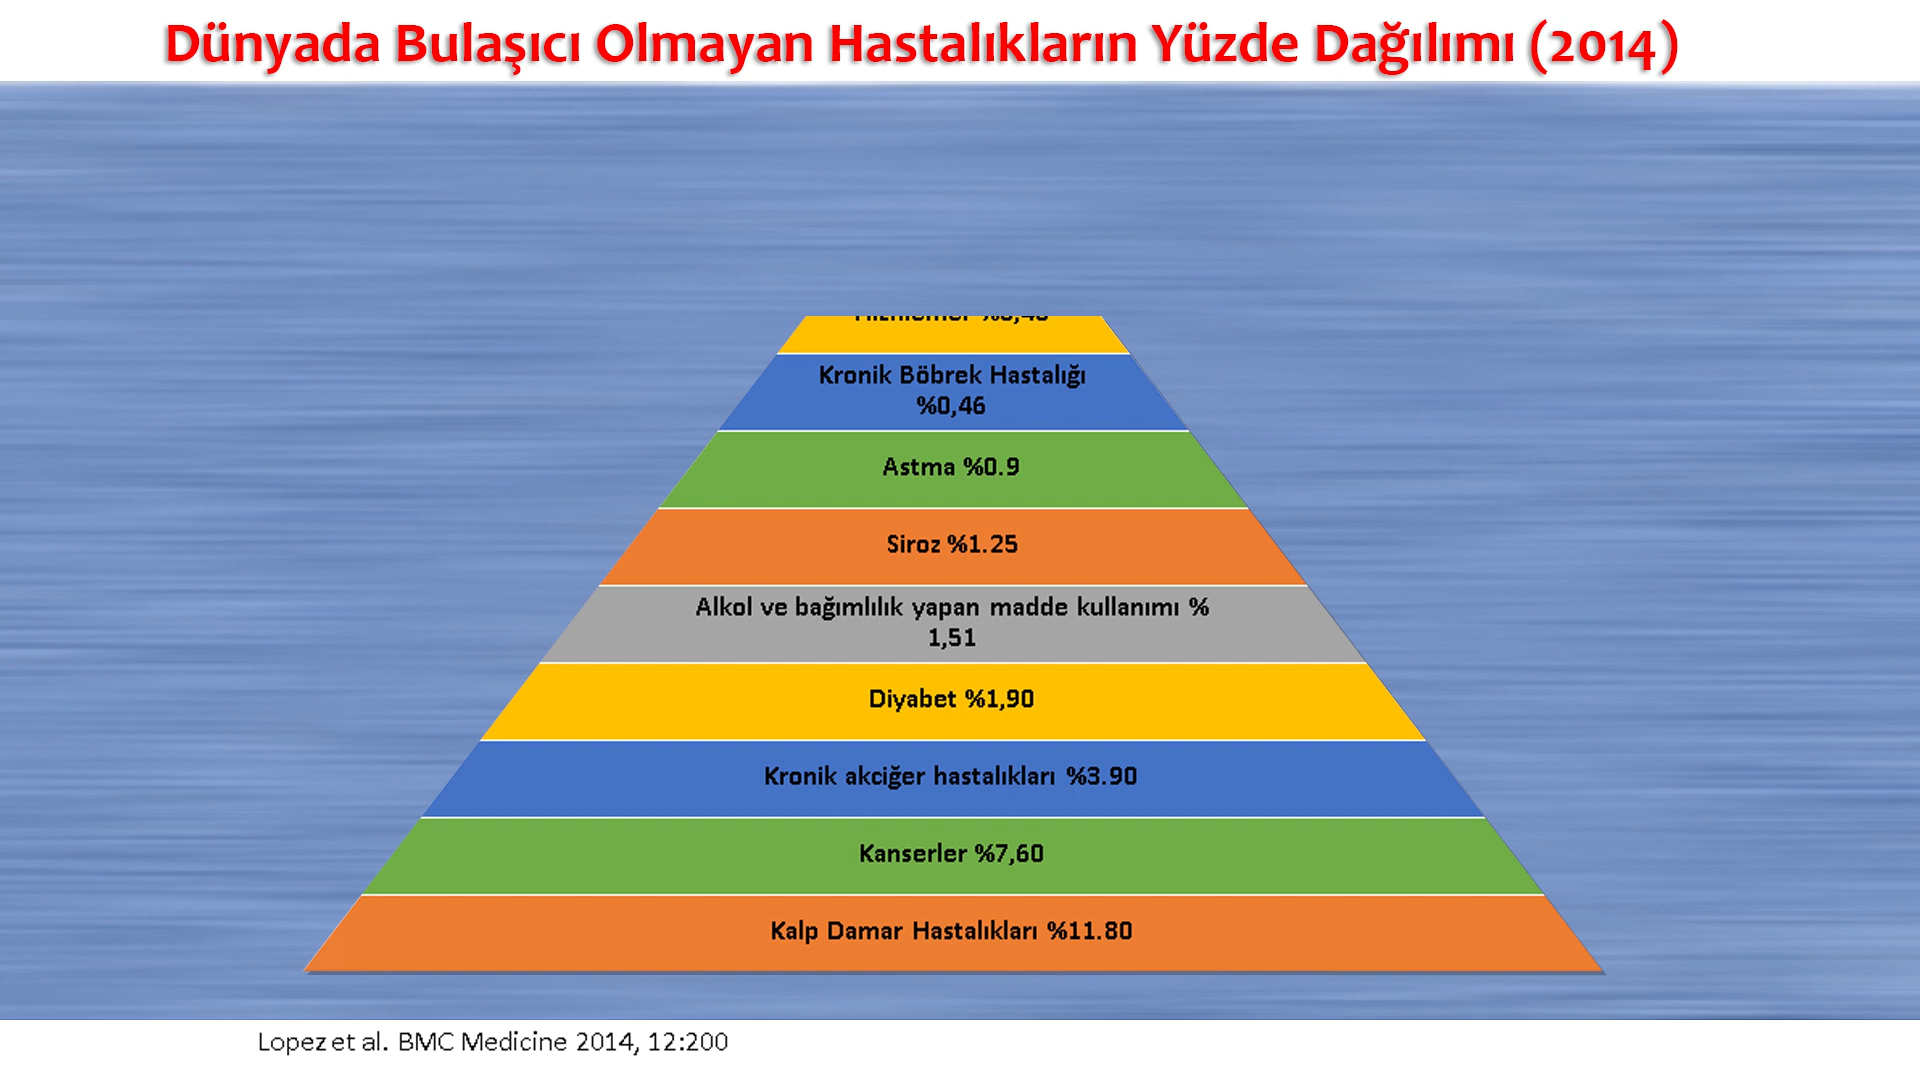 Dünyada Bulaşıcı Olmayan Hastalıkların Yüzde Dağılımı (2014)
Kronik Böbrek Hastalığı
%0,46
Astma %0.9
Siroz %1.25
Alkol ve bağımlılık yapan madde kullanımı %
1,51
Diyabet %1,90
Kronik akciğer hastalıkları %3.90
Kanserler %7,60
Kalp Damar Hastalıkları %11.80
Lopez et al. BMC Medicine 2014, 12:200